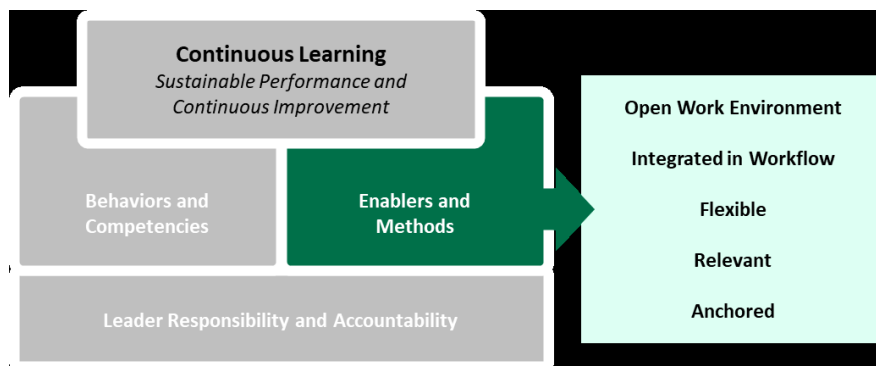 Continuous Learning
Sustainable Performance and
Continuous Improvement
Behaviors and
Competencies
Enablers and
Methods
Leader Responsibility and Accountability
Open Work Environment
Integrated in Workflow
Flexible
Relevant
Anchored